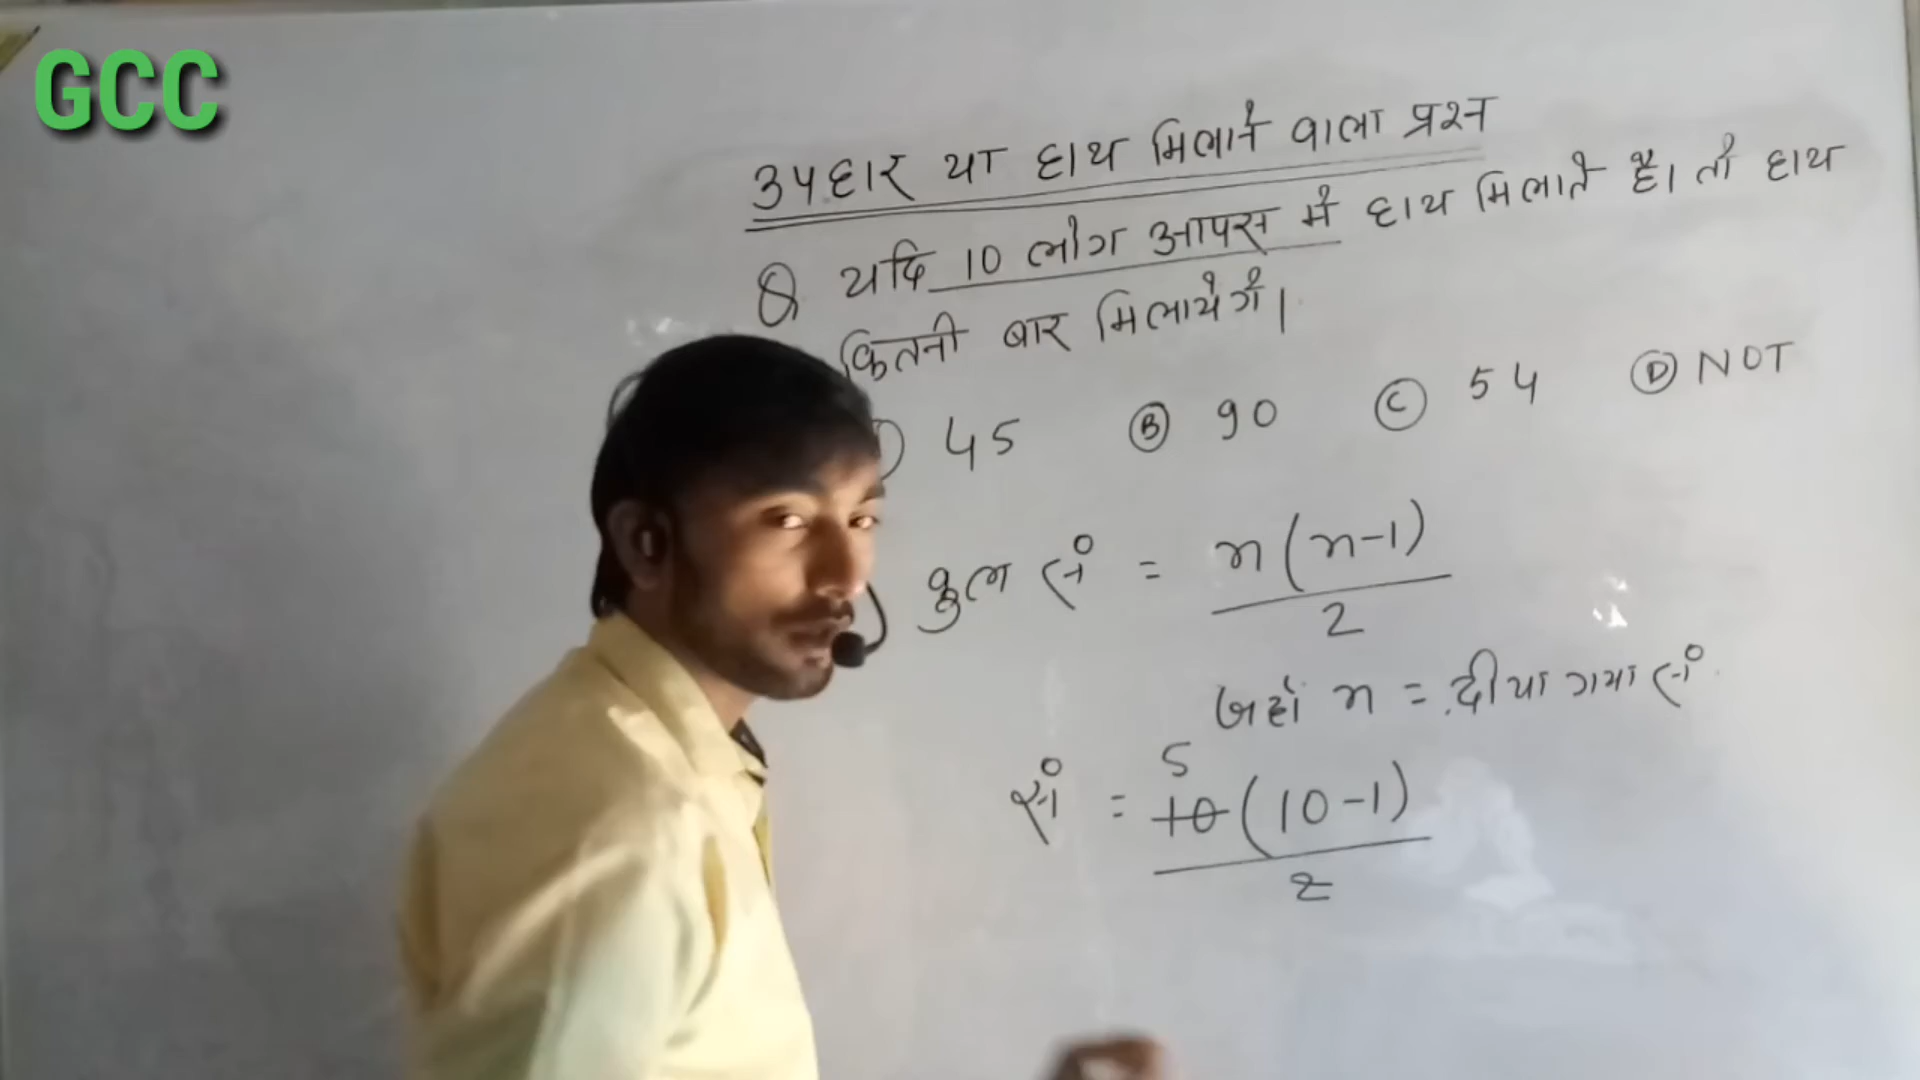 GCC
उपहार या हाथ मिलाने वाला प्रश्न
Q यदि 10 लोग आपस में हाथ मिलाते है। तो हाथ
कितनी बार मिलायेगें।
45 Ⓑ 90 Ⓒ 54 Ⓓ NOT
कुल सं० = n(n-1)
2
जहाँ n = दीया गया सं०
5
सं० = 10(10-1)
2